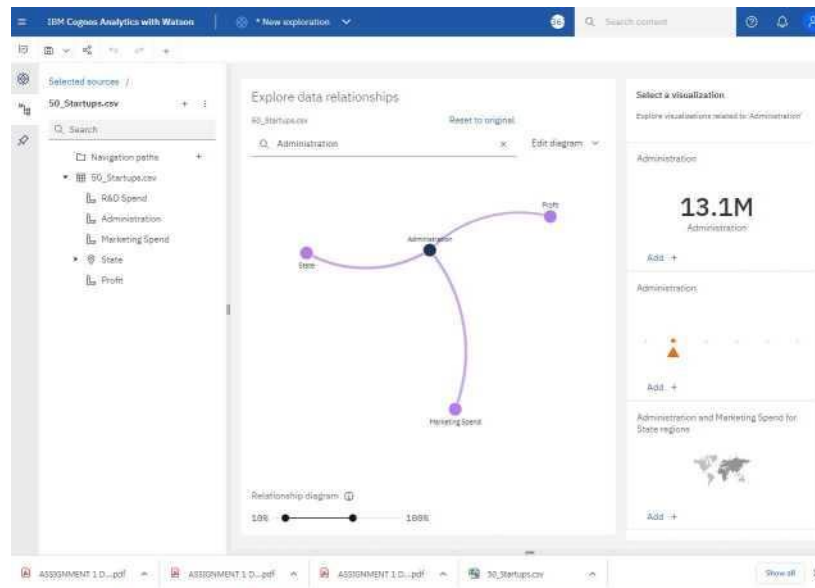 IBM Cognos Analytics with Watson
* New exploration
Search content
Selected sources /
50_Startups.csv
Search
Navigation paths
50_Startups.csv
R&D Spend
Administration
Marketing Spend
State
Profit
Explore data relationships
50_Startups.csv
Reset to original
Administration
Edit diagram
Profit
Administration
State
Marketing Spend
Relationship diagram
10%
100%
Select a visualization
Explore visualizations related to 'Administration'
Administration
13.1M
Administration
Add +
Administration
Add +
Administration and Marketing Spend for
State regions
Add +
ASSIGNMENT 1 D...pdf
ASSIGNMENT 1 D...pdf
ASSIGNMENT 1 D...pdf
50_Startups.csv
Show all